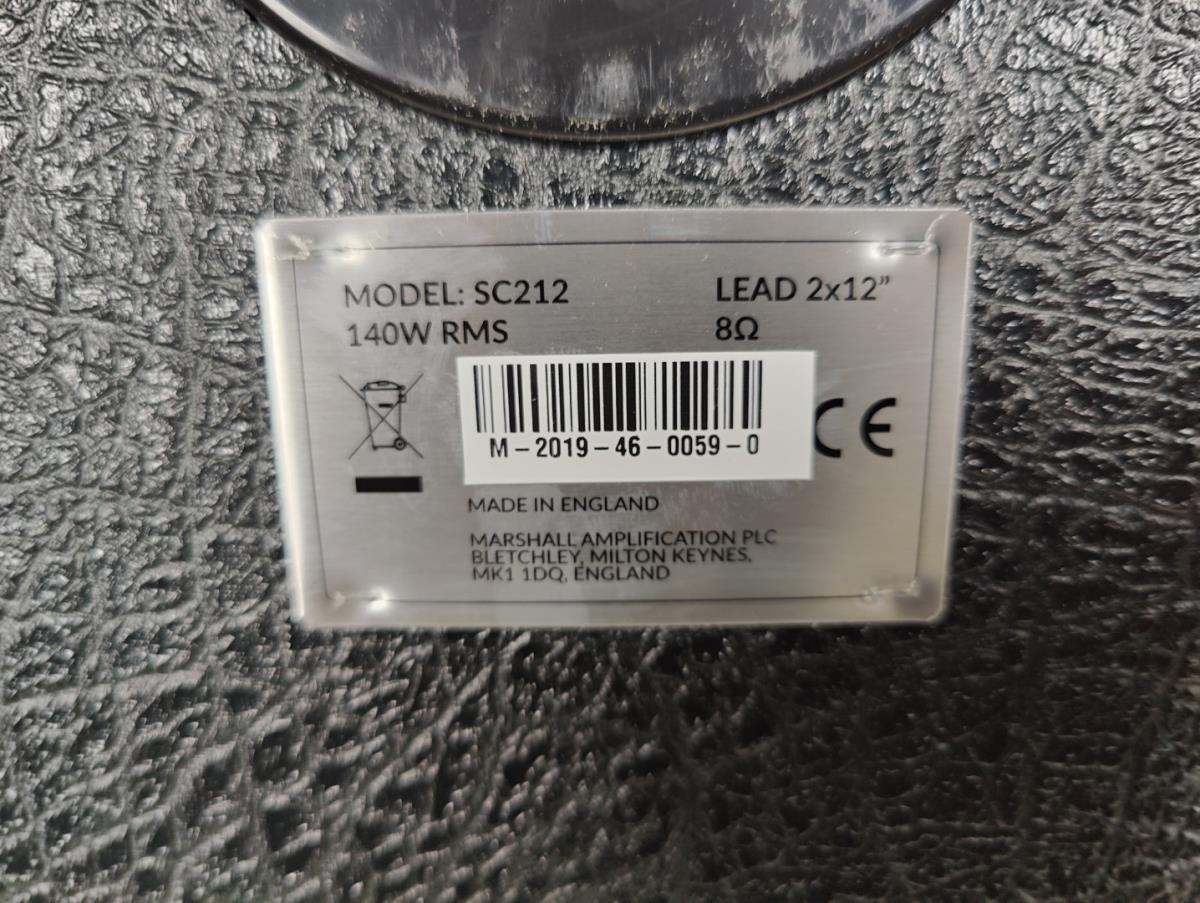 MODEL: SC212
LEAD 2x12”
140W RMS
8Ω
M-2019-46-0059-0
CE
MADE IN ENGLAND
MARSHALL AMPLIFICATION PLC
BLETCHLEY, MILTON KEYNES,
MK1 1DQ, ENGLAND